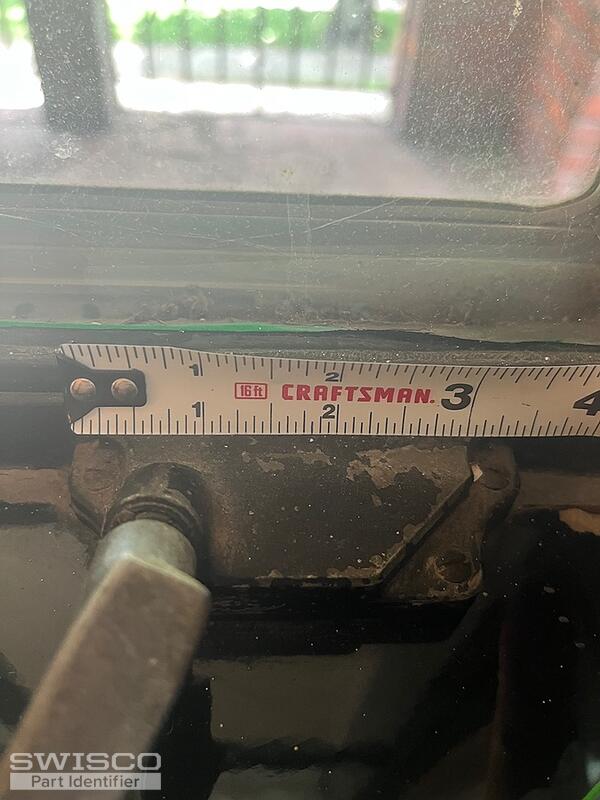 1 2
16ft CRAFTSMAN® 3 4
1 2
SWISCO
Part Identifier